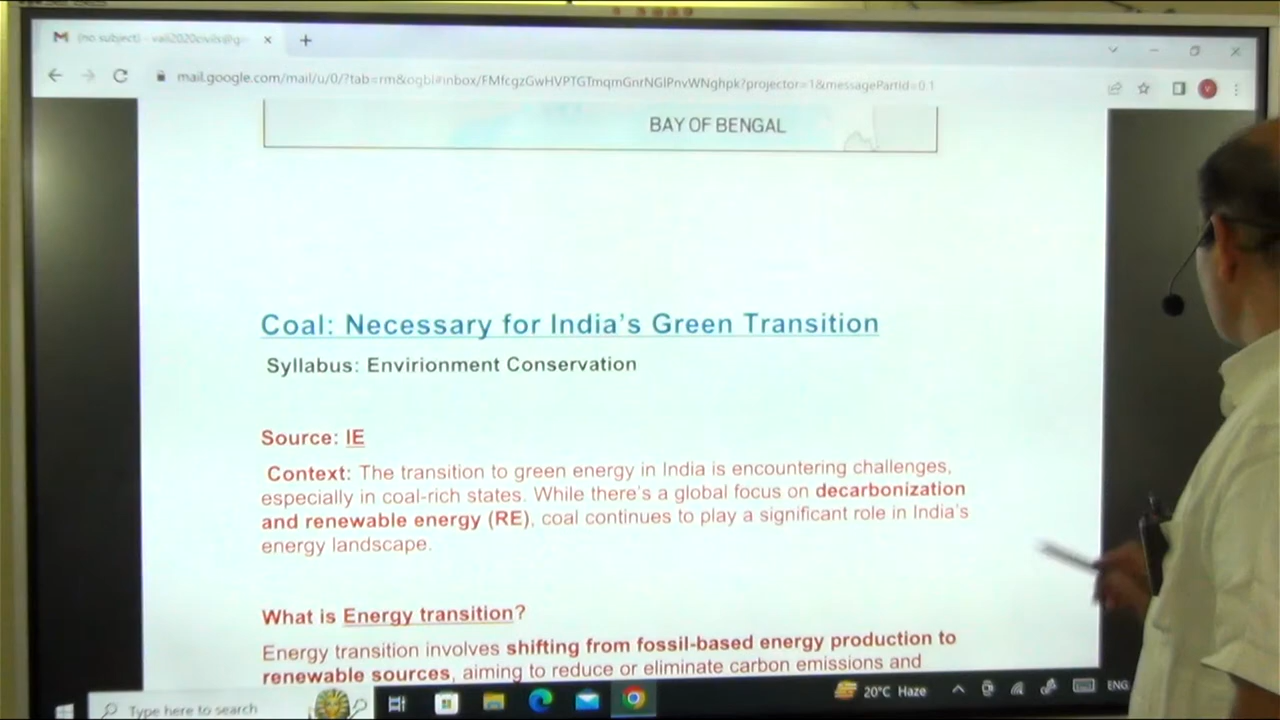 (no subject) - vali2020civils@g
mail.google.com/mail/u/0/?tab=rm&ogbl#inbox/FMfcgzGwHVPTGTmqmGnrNGlPnvWNghpk?projector=1&messagePartId=0.1
BAY OF BENGAL
Coal: Necessary for India's Green Transition
Syllabus: Envirionment Conservation
Source: IE
Context: The transition to green energy in India is encountering challenges,
especially in coal-rich states. While there's a global focus on decarbonization
and renewable energy (RE), coal continues to play a significant role in India's
energy landscape.
What is Energy transition?
Energy transition involves shifting from fossil-based energy production to
renewable sources, aiming to reduce or eliminate carbon emissions and
Type here to search
20°C Haze
ENG